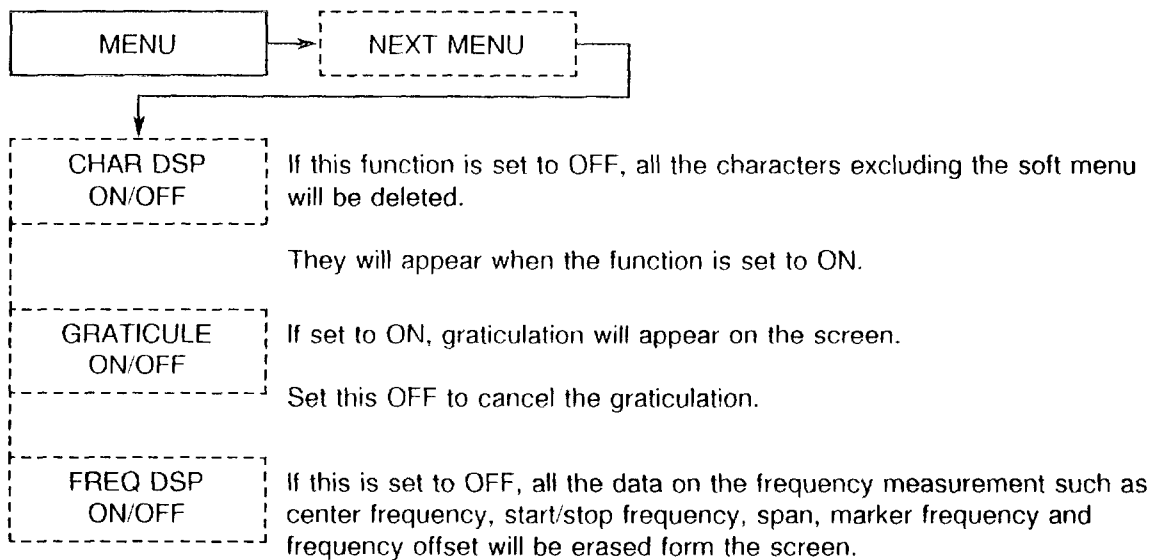 MENU
NEXT MENU
CHAR DSP
ON/OFF
If this function is set to OFF, all the characters excluding the soft menu
will be deleted.
They will appear when the function is set to ON.
GRATICULE
ON/OFF
If set to ON, graticulation will appear on the screen.
Set this OFF to cancel the graticulation.
FREQ DSP
ON/OFF
If this is set to OFF, all the data on the frequency measurement such as
center frequency, start/stop frequency, span, marker frequency and
frequency offset will be erased form the screen.